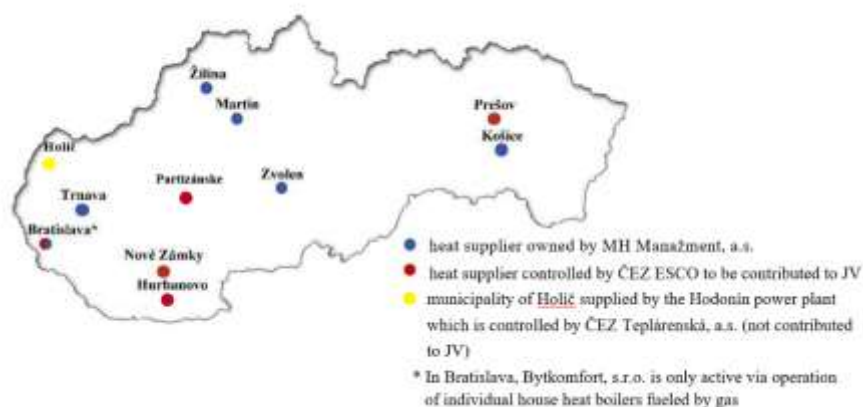 Žilina
Martin
Prešov
Košice
Holíč
Partizánske
Zvolen
Trnava
Bratislava*
Nové Zámky
Hurbanovo
heat supplier owned by MH Manažment, a.s.
heat supplier controlled by ČEZ ESCO to be contributed to JV
municipality of Holíč supplied by the Hodonín power plant
which is controlled by ČEZ Teplárenská, a.s. (not contributed
to JV)
* In Bratislava, Bytkomfort, s.r.o. is only active via operation
of individual house heat boilers fueled by gas